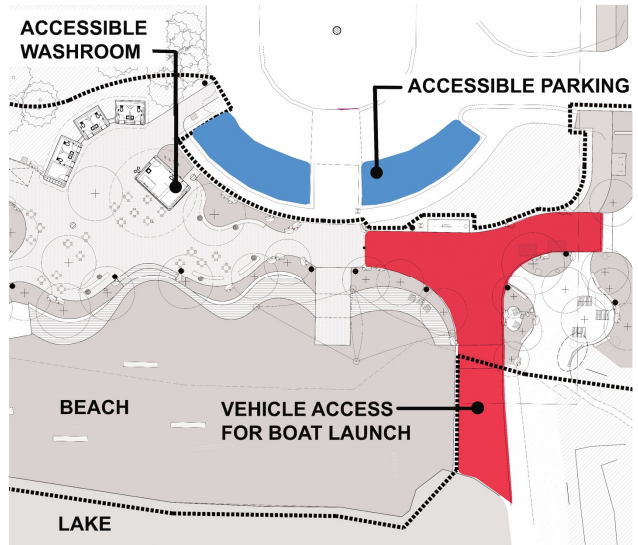 ACCESSIBLE
WASHROOM
ACCESSIBLE PARKING
BEACH
VEHICLE ACCESS
FOR BOAT LAUNCH
LAKE